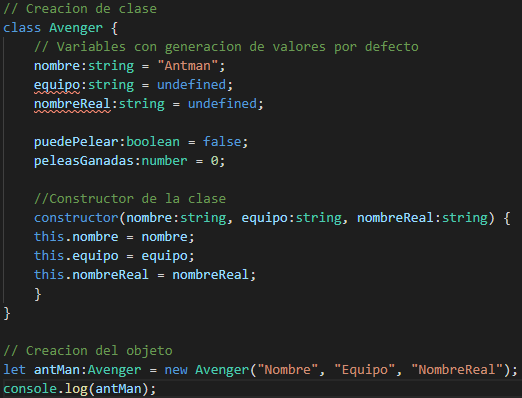 // Creacion de clase
class Avenger {
    // Variables con generacion de valores por defecto
    nombre:string = "Antman";
    equipo:string = undefined;
    nombreReal:string = undefined;

    puedePelear:boolean = false;
    peleasGanadas:number = 0;

    //Constructor de la clase
    constructor(nombre:string, equipo:string, nombreReal:string) {
    this.nombre = nombre;
    this.equipo = equipo;
    this.nombreReal = nombreReal;
    }
}

// Creacion del objeto
let antMan:Avenger = new Avenger("Nombre", "Equipo", "NombreReal");
console.log(antMan);